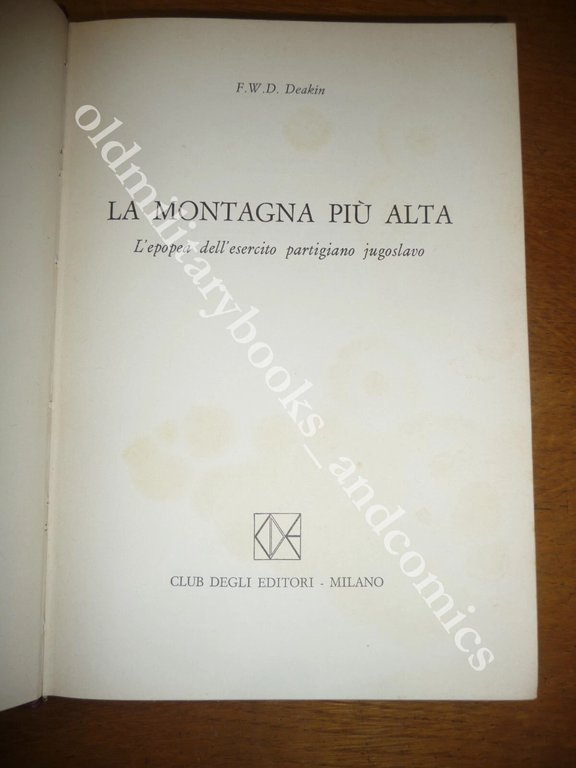 F.W.D. Deakin
LA MONTAGNA PIÙ ALTA
L'epopea dell'esercito partigiano jugoslavo
CLUB DEGLI EDITORI - MILANO
oldmilitarybooks_andcomics